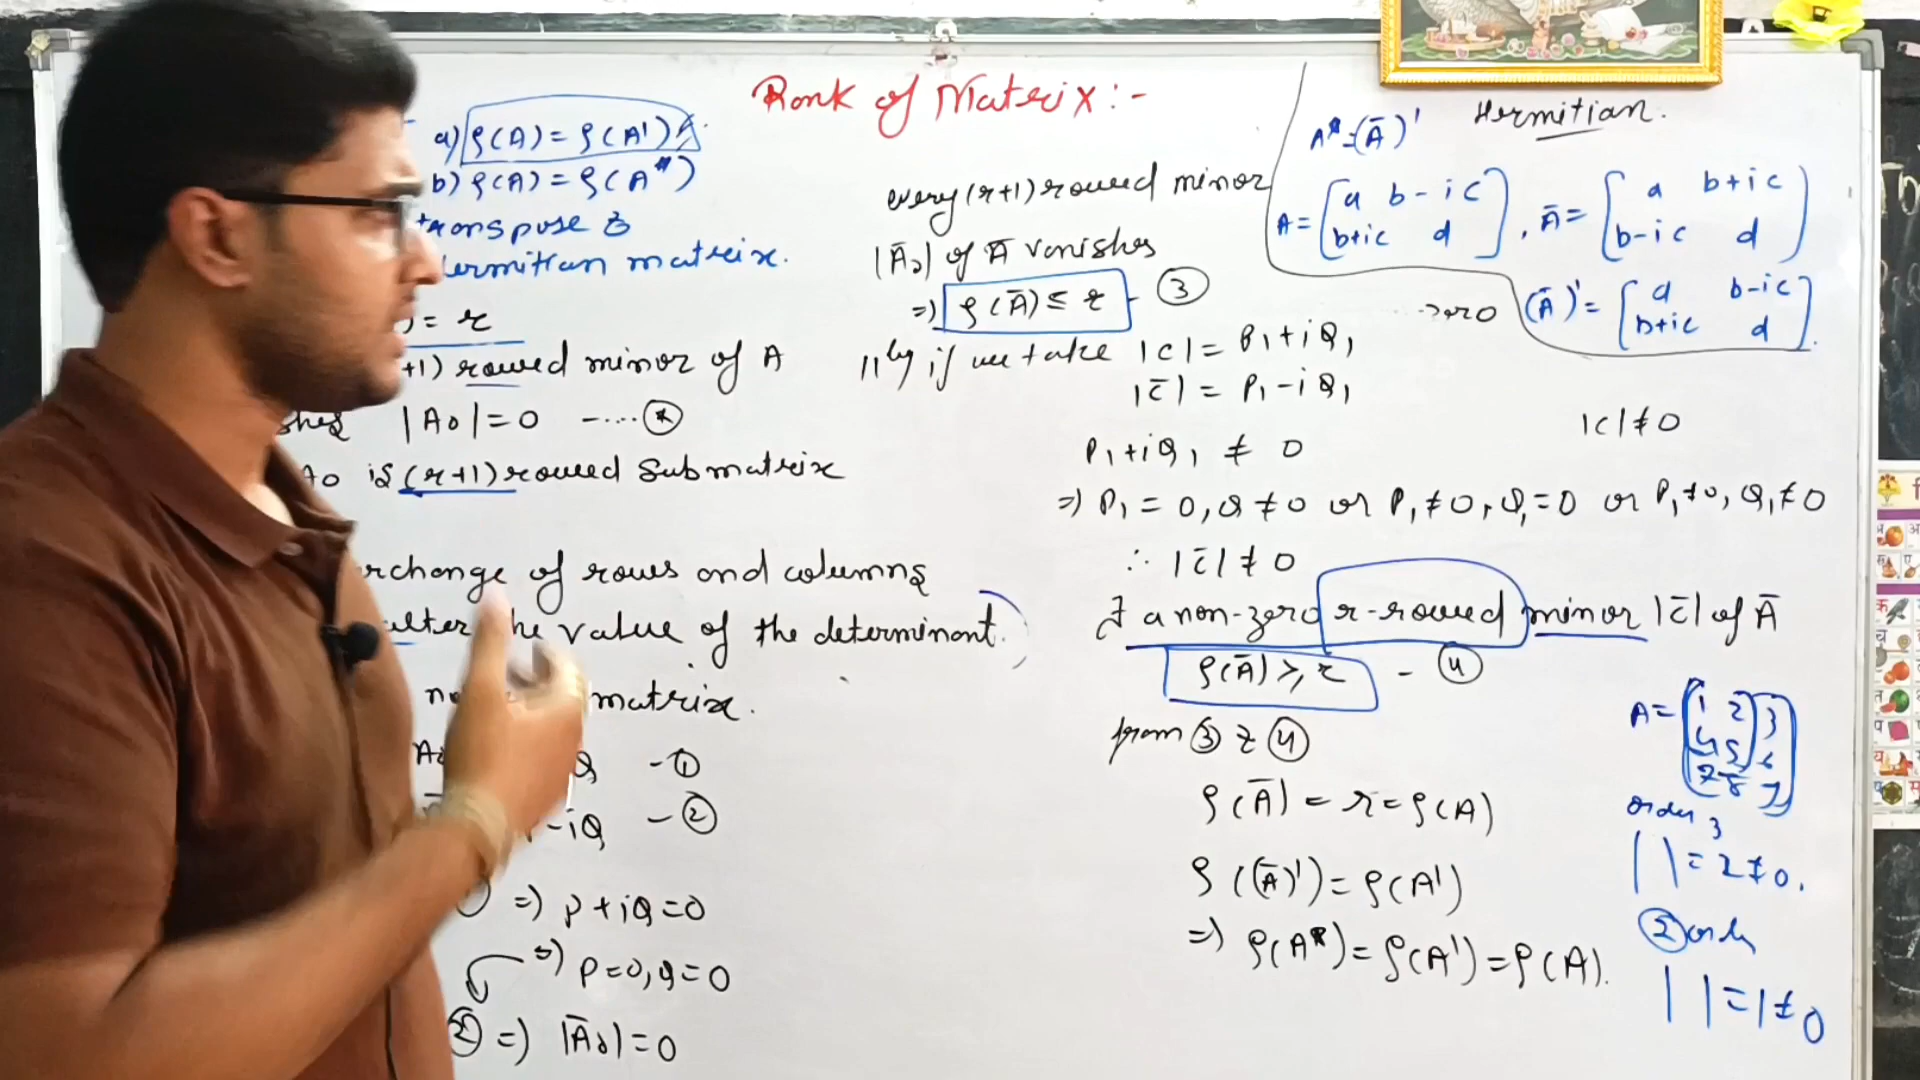 Rank of Matrix :-
a) ρ(A) = ρ(A')
b) ρ(A) = ρ(A*)
transpose &
Hermitian matrix.
) = r
+1) rowed minor of A
shes |A0| = 0 -....(*)
A0 is (r+1) rowed submatrix
rchange of rows and columns
alter the value of the determinant.
matrix.
-①
-iQ -②
=) P+iQ=0
=) P=0, Q=0
② =) |Ā0|=0
every (r+1) rowed minor
|Ā0| of Ā vanishes
=) ρ(Ā) ≤ r - ③
||ly if we take |C| = P1+iQ1
|C̄| = P1-iQ1
|C| ≠ 0
P1+iQ1 ≠ 0
=) P1=0, Q≠0 or P1≠0, Q1=0 or P1≠0, Q1≠0
∴ |C̄| ≠ 0
∃ a non-zero r-rowed minor |C̄| of Ā
ρ(Ā) ≥ r - ④
from ③ & ④
ρ(Ā) = r = ρ(A)
ρ((Ā)') = ρ(A')
=) ρ(A*) = ρ(A') = ρ(A).
Hermitian.
A* = (Ā)'
A = [a b-ic
b+ic d], Ā = [a b+ic
b-ic d]
zero (Ā)' = [a b-ic
b+ic d].
A = [1 2 3
4 5 6
7 8 7]
order 3
| | = 2 ≠ 0.
② order
| | = 1 ≠ 0